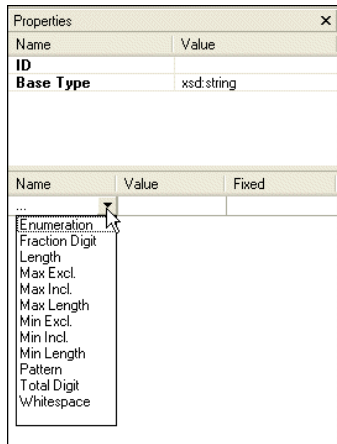 Properties
Name Value
ID
Base Type xsd:string
Name Value Fixed
...
Enumeration
Fraction Digit
Length
Max Excl.
Max Incl.
Max Length
Min Excl.
Min Incl.
Min Length
Pattern
Total Digit
Whitespace